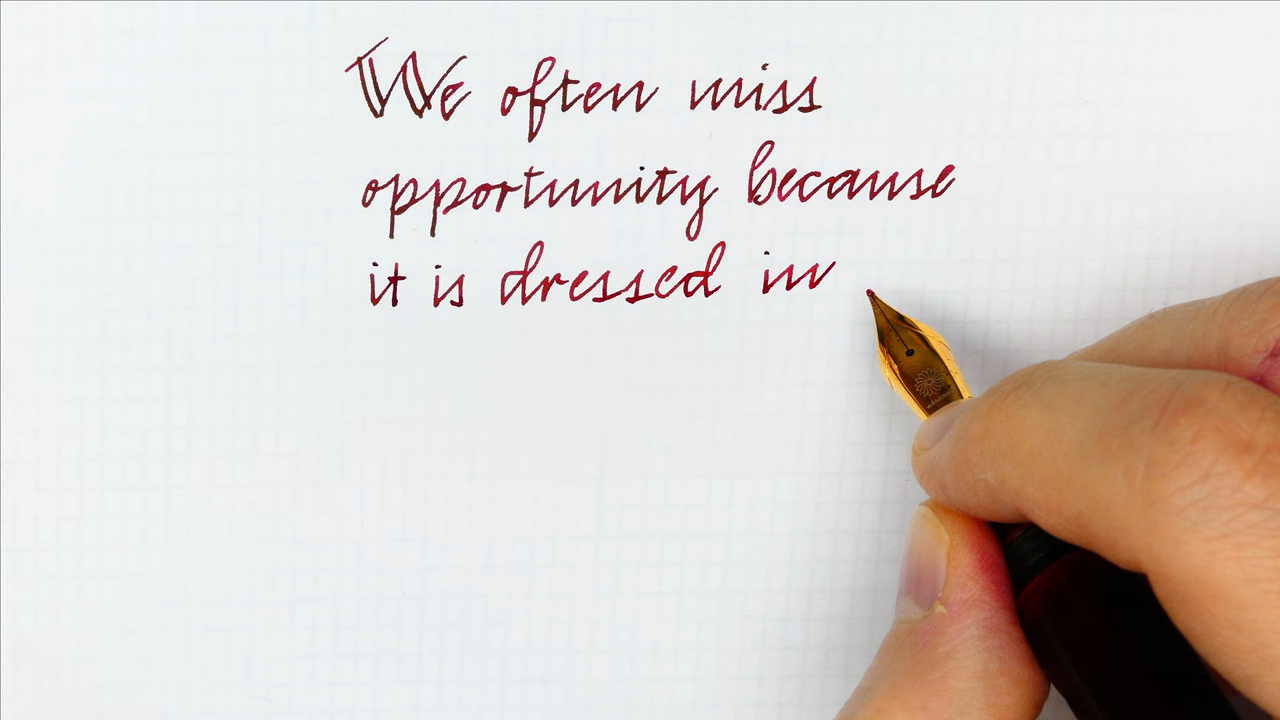 We often miss
opportunity because
it is dressed in